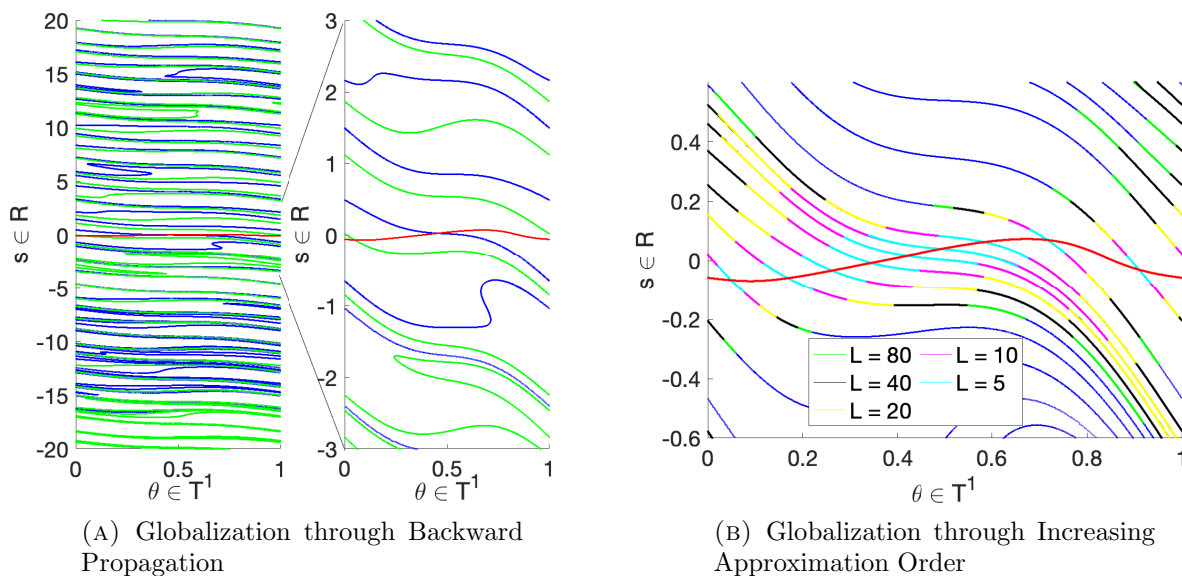 20
15
10
5
0
-5
-10
-15
-20
s ∈ R
0
0.5
1
θ ∈ T¹
3
2
1
0
-1
-2
-3
s ∈ R
0
0.5
1
θ ∈ T¹
(A) Globalization through Backward
Propagation
0.4
0.2
0
-0.2
-0.4
-0.6
s ∈ R
L = 80
L = 10
L = 40
L = 5
L = 20
0
0.2
0.4
0.6
0.8
1
θ ∈ T¹
(B) Globalization through Increasing
Approximation Order